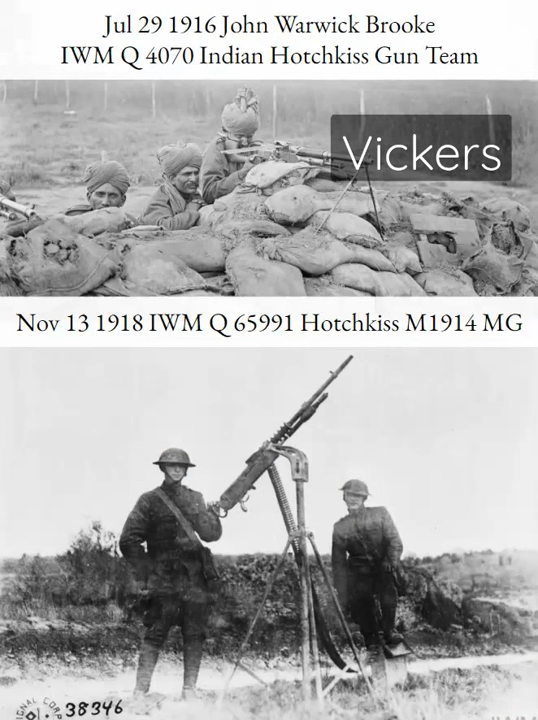 Jul 29 1916 John Warwick Brooke
IWM Q 4070 Indian Hotchkiss Gun Team
Vickers
Nov 13 1918 IWM Q 65991 Hotchkiss M1914 MG
38346